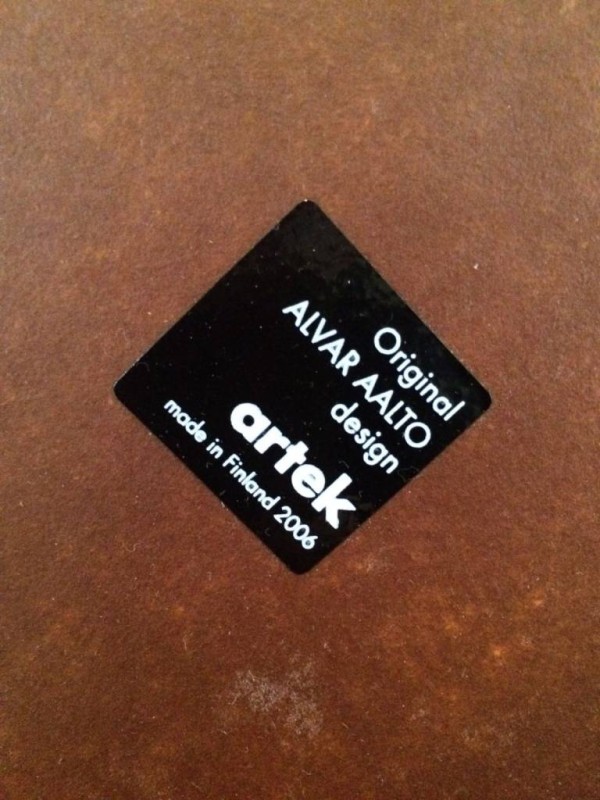 Original
ALVAR AALTO
design
artek
made in Finland 2006